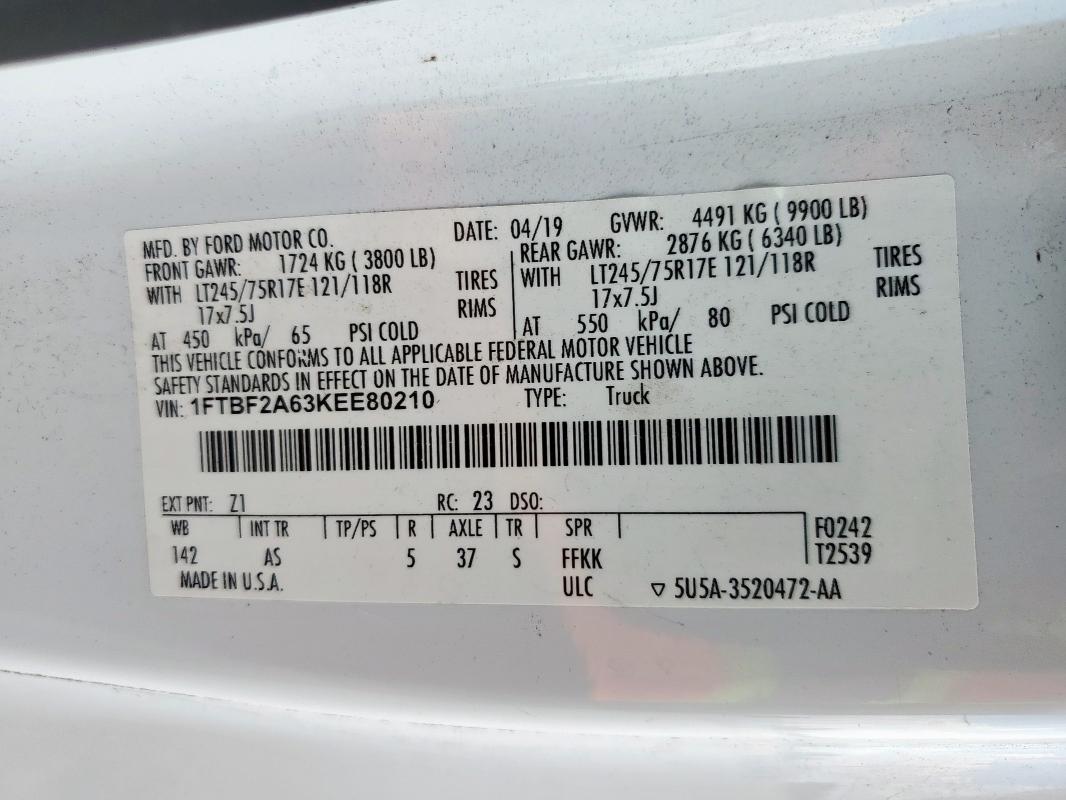 MFD. BY FORD MOTOR CO. DATE: 04/19 GVWR: 4491 KG ( 9900 LB)
FRONT GAWR: 1724 KG ( 3800 LB) REAR GAWR: 2876 KG ( 6340 LB)
WITH LT245/75R17E 121/118R TIRES WITH LT245/75R17E 121/118R TIRES
17x7.5J RIMS 17x7.5J RIMS
AT 450 kPa/ 65 PSI COLD AT 550 kPa/ 80 PSI COLD
THIS VEHICLE CONFORMS TO ALL APPLICABLE FEDERAL MOTOR VEHICLE
SAFETY STANDARDS IN EFFECT ON THE DATE OF MANUFACTURE SHOWN ABOVE.
VIN: 1FTBF2A63KEE80210 TYPE: Truck
EXT PNT: Z1 RC: 23 DSO:
WB INT TR TP/PS R AXLE TR SPR F0242
142 AS 5 37 S FFKK T2539
MADE IN U.S.A. ULC ▽ 5U5A-3520472-AA